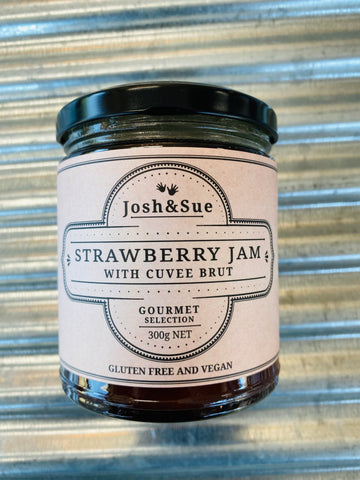 Josh&Sue
STRAWBERRY JAM
WITH CUVEE BRUT
GOURMET
SELECTION
300g NET
GLUTEN FREE AND VEGAN